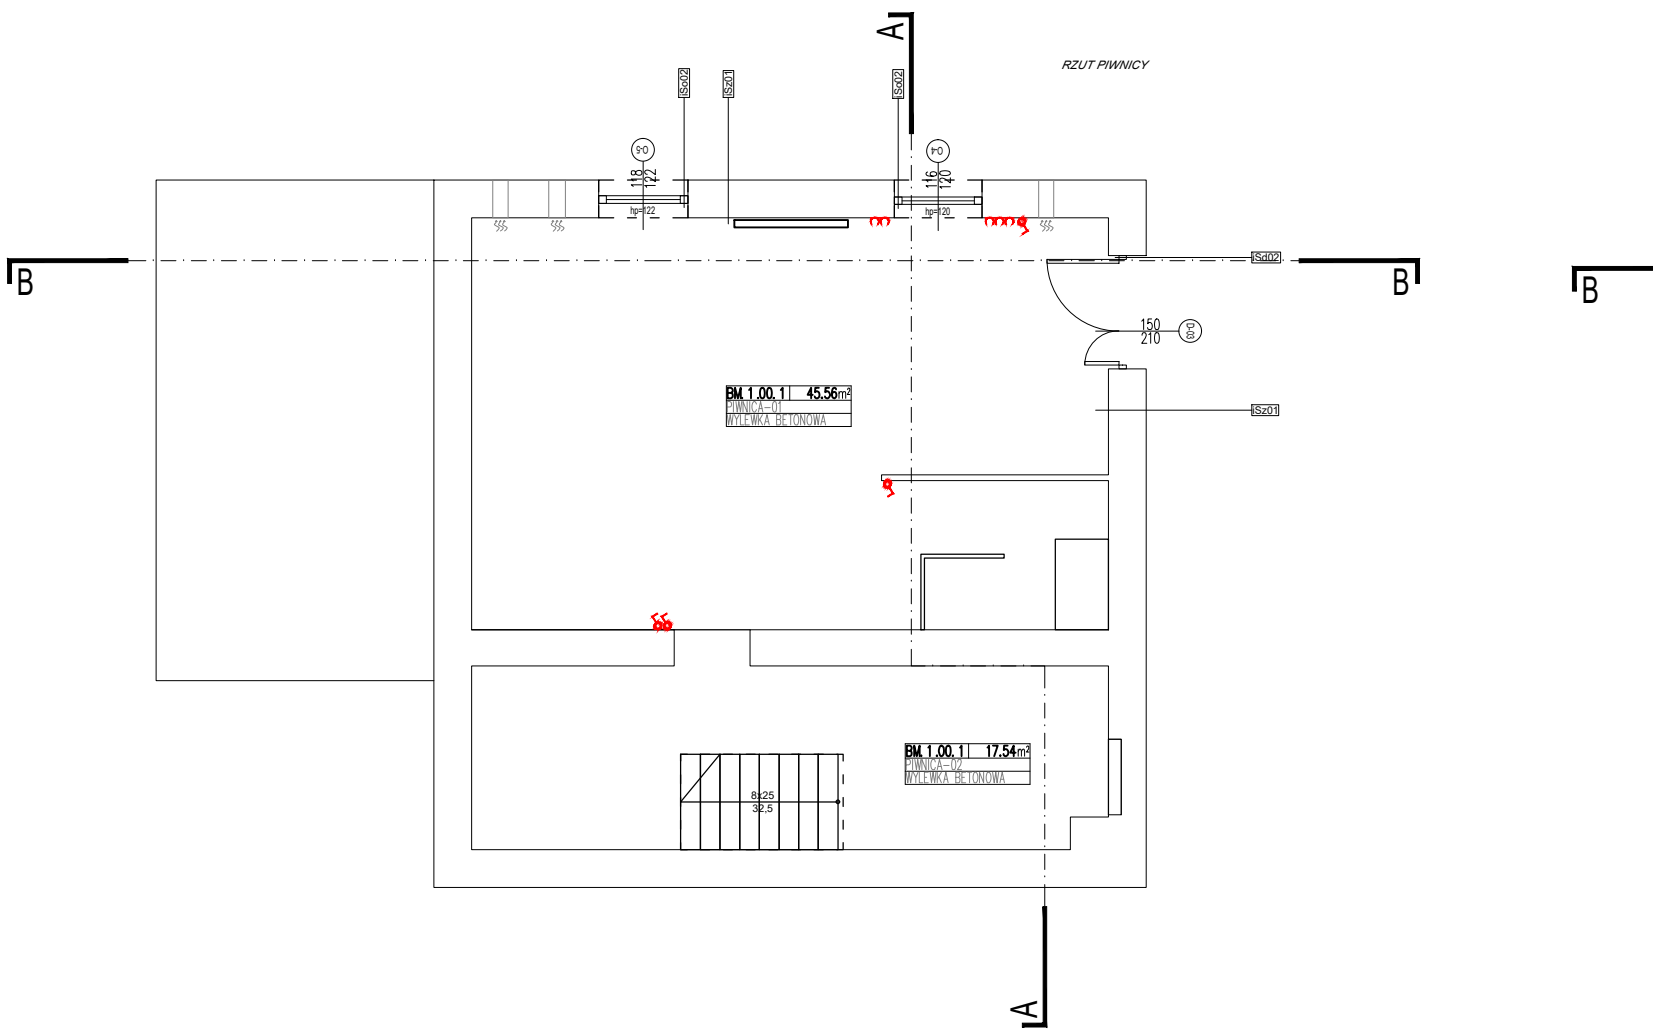 A
RZUT PIWNICY
iSo02
iSz01
iSo02
O-5
118
122
hp=122
O-4
116
120
hp=120
B
iSd02
B
B
150
210
D-03
BM.1.00.1 45.56m²
PIWNICA-01
WYLEWKA BETONOWA
iSz01
BM.1.00.1 17.54m²
PIWNICA-02
WYLEWKA BETONOWA
8x25
32,5
A